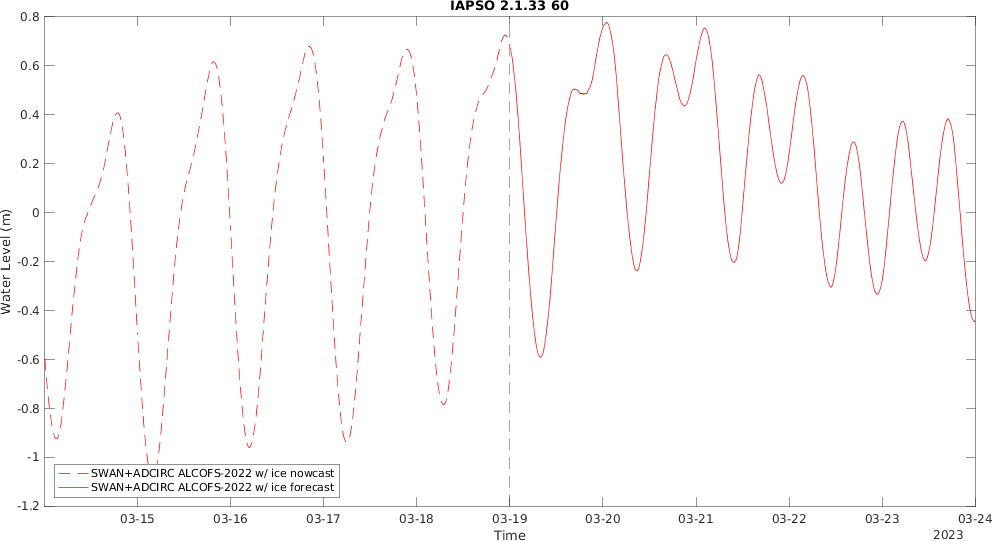 IAPSO 2.1.33 60
Water Level (m)
0.8
0.6
0.4
0.2
0
-0.2
-0.4
-0.6
-0.8
-1
-1.2
SWAN+ADCIRC ALCOFS-2022 w/ ice nowcast
SWAN+ADCIRC ALCOFS-2022 w/ ice forecast
03-15 03-16 03-17 03-18 03-19 03-20 03-21 03-22 03-23 03-24
Time
2023